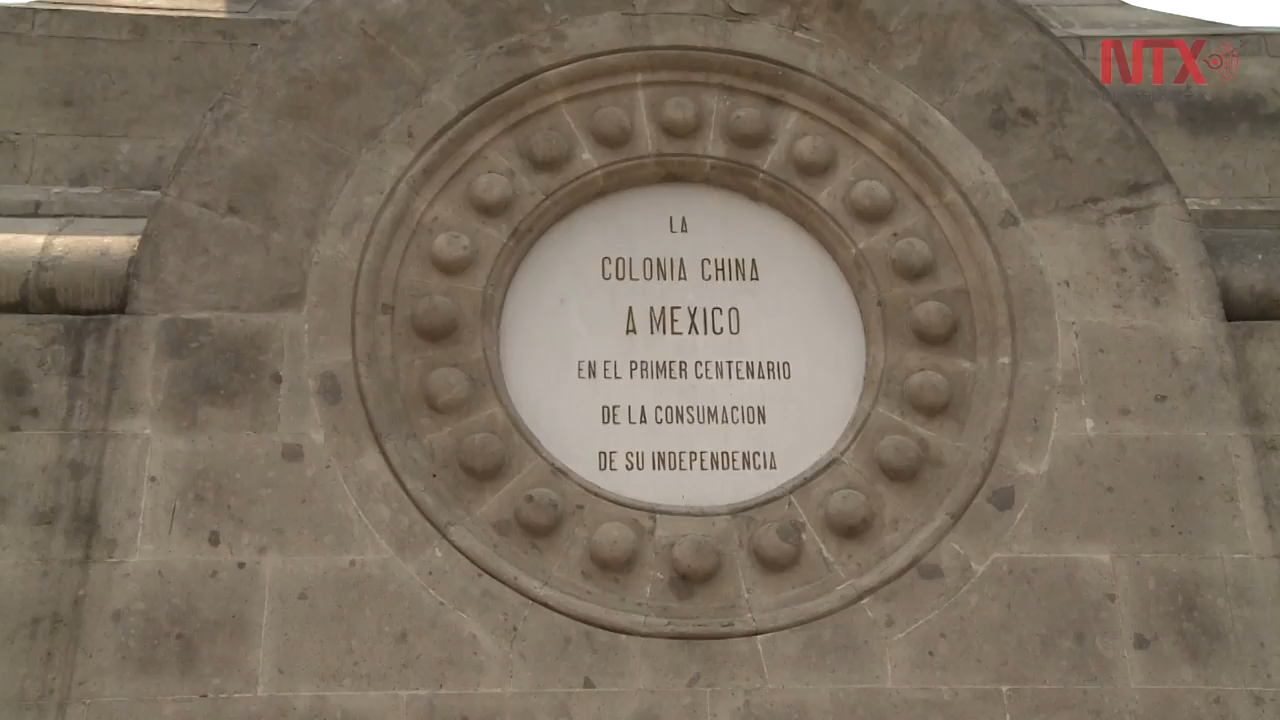 NTX
LA
COLONIA CHINA
A MEXICO
EN EL PRIMER CENTENARIO
DE LA CONSUMACION
DE SU INDEPENDENCIA